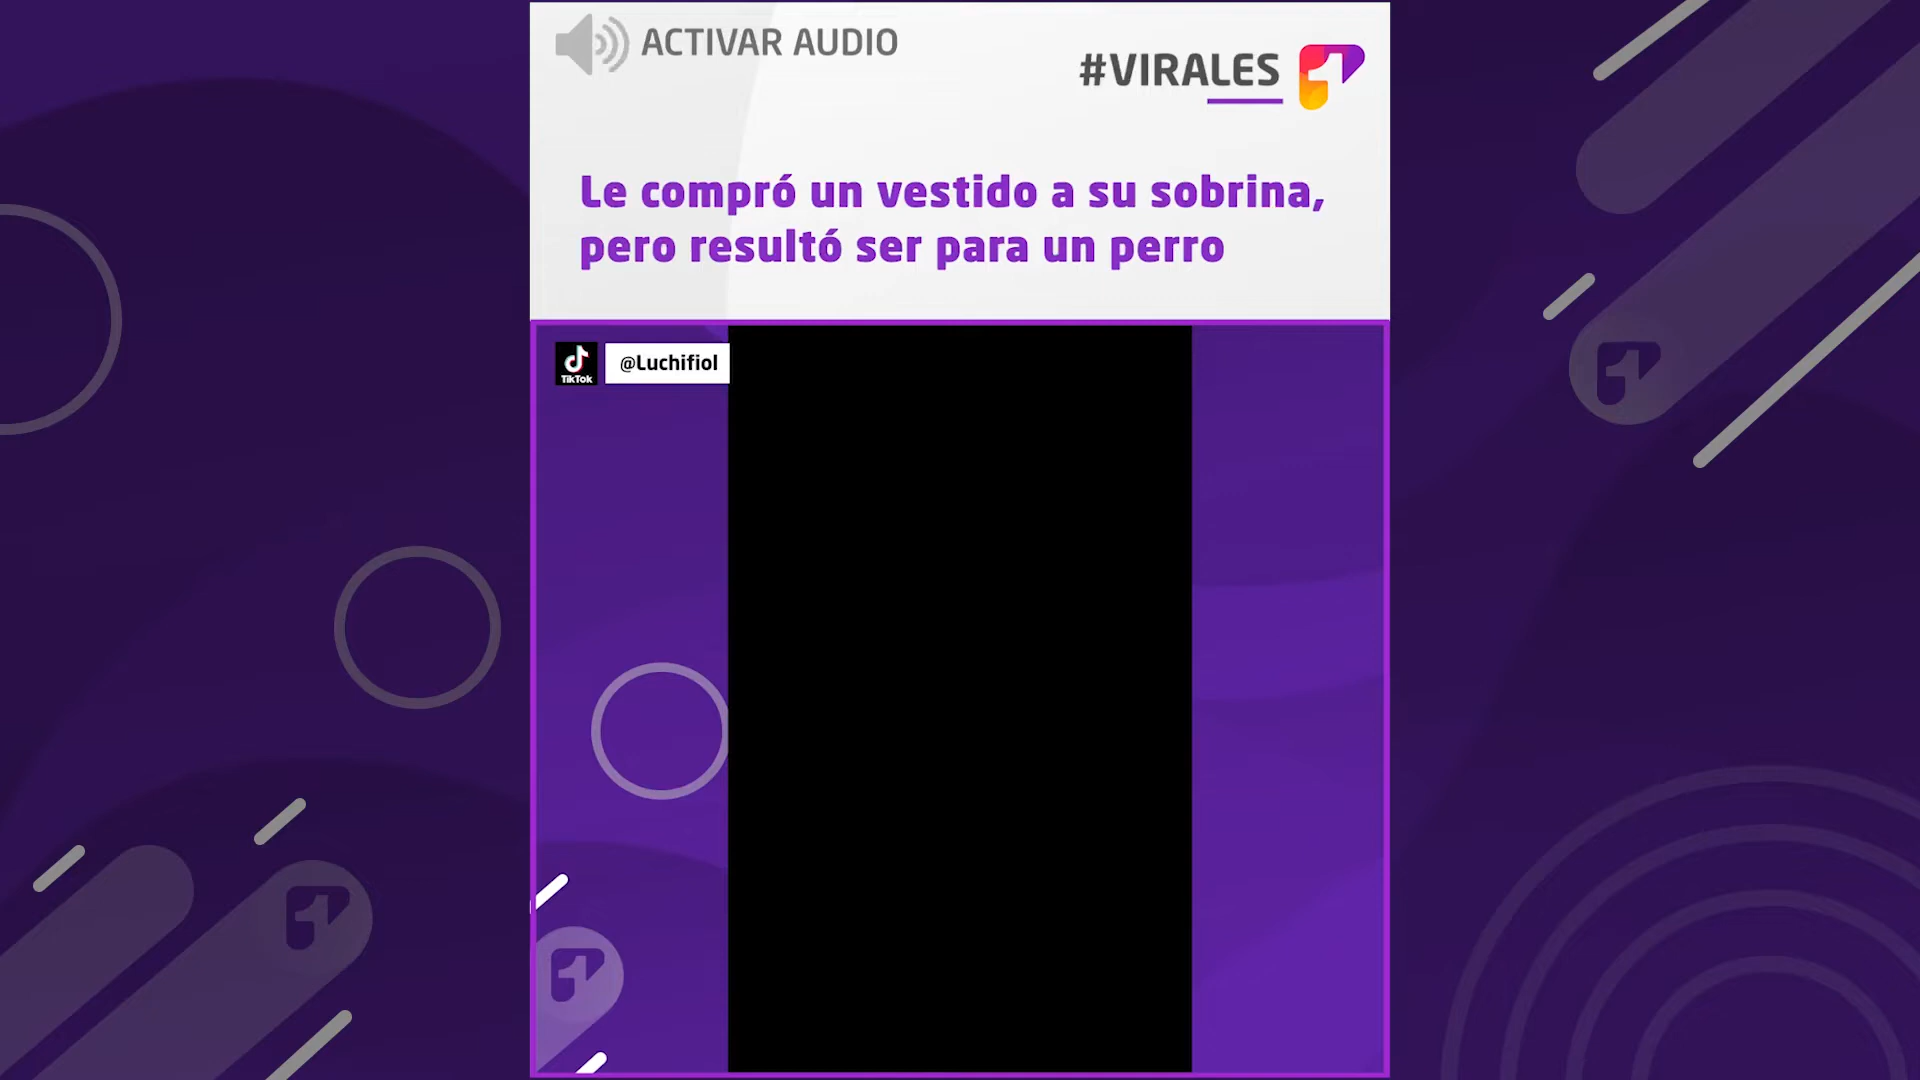 ACTIVAR AUDIO
#VIRALES
Le compró un vestido a su sobrina,
pero resultó ser para un perro
TikTok
@Luchifiol